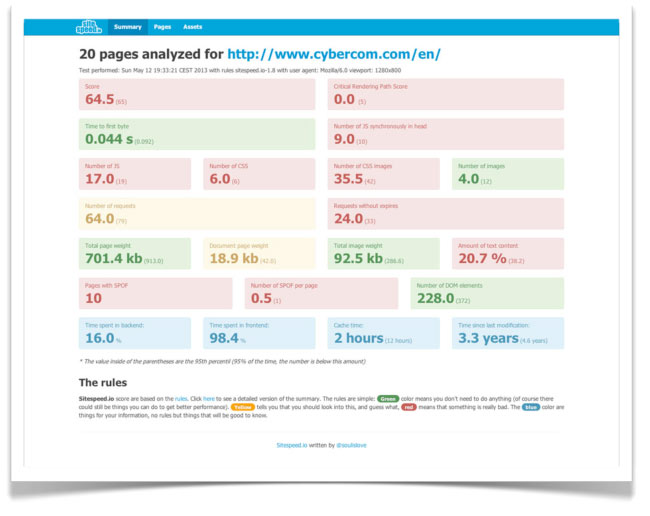 site speed.io Summary Pages Assets
20 pages analyzed for http://www.cybercom.com/en/
Test performed: Sun May 12 19:33:21 CEST 2013 with rules sitespeed.io-1.8 with user agent: Mozilla/6.0 viewport: 1280x800
Score
64.5 (65)
Critical Rendering Path Score
0.0 (5)
Time to first byte
0.044 s (0.092)
Number of JS synchronously in head
9.0 (10)
Number of JS
17.0 (19)
Number of CSS
6.0 (6)
Number of CSS images
35.5 (42)
Number of images
4.0 (12)
Number of requests
64.0 (79)
Requests without expires
24.0 (33)
Total page weight
701.4 kb (913.0)
Document page weight
18.9 kb (42.8)
Total image weight
92.5 kb (286.6)
Amount of text content
20.7 % (38.2)
Pages with SPOF
10
Number of SPOF per page
0.5 (1)
Number of DOM elements
228.0 (372)
Time spent in backend:
16.0 %
Time spent in frontend:
98.4 %
Cache time:
2 hours (12 hours)
Time since last modification:
3.3 years (4.6 years)
* The value inside of the parentheses are the 95th percentil (95% of the time, the number is below this amount)
The rules
Sitespeed.io score are based on the rules. Click here to see a detailed version of the summary. The rules are simple: Green color means you don't need to do anything (of course there
could still be things you can do to get better performance). Yellow tells you that you should look into this, and guess what, red means that something is really bad. The blue color are
things for your information, no rules but things that will be good to know.
Sitespeed.io written by @soulislove